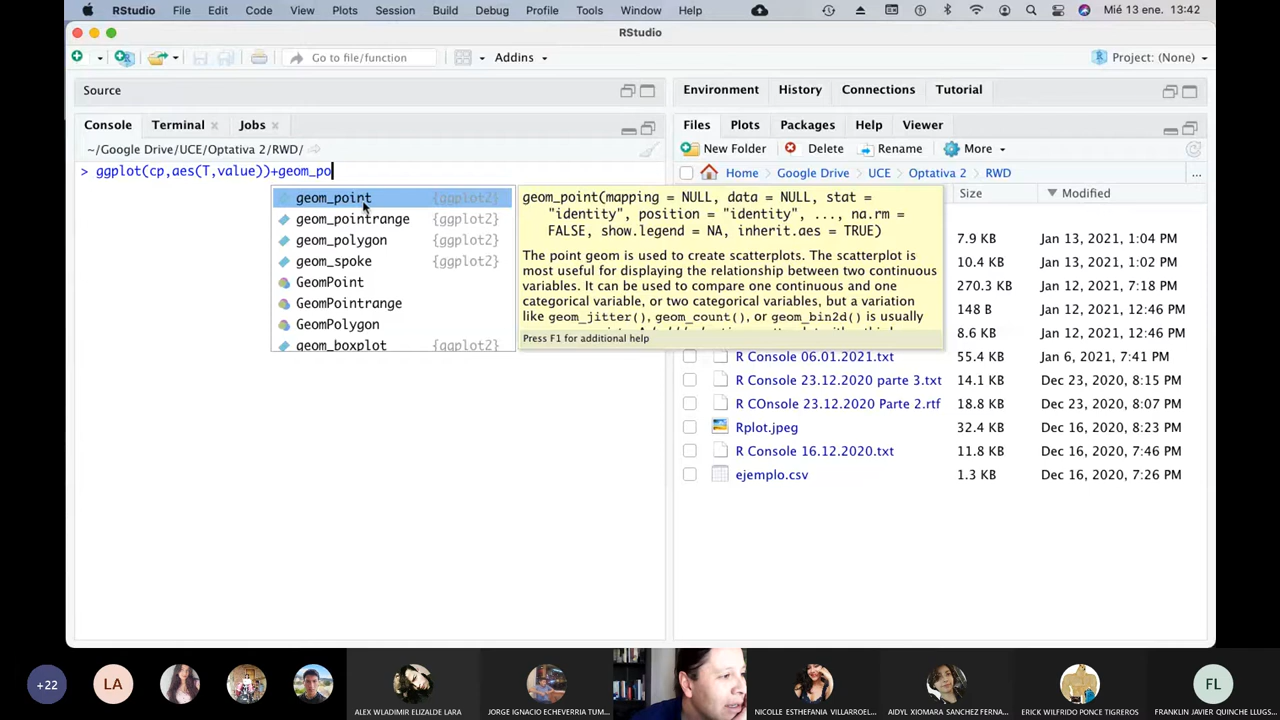 RStudio File Edit Code View Plots Session Build Debug Profile Tools Window Help Mié 13 ene. 13:42
RStudio
Go to file/function Addins Project: (None)
Source
Environment History Connections Tutorial
Console Terminal Jobs
Files Plots Packages Help Viewer
~/Google Drive/UCE/Optativa 2/RWD/
New Folder Delete Rename More
> ggplot(cp,aes(T,value))+geom_po
Home Google Drive UCE Optativa 2 RWD ...
Size Modified
geom_point {ggplot2}
geom_pointrange {ggplot2}
geom_polygon {ggplot2}
geom_spoke {ggplot2}
GeomPoint
GeomPointrange
GeomPolygon
geom_boxplot {ggplot2}
geom_point(mapping = NULL, data = NULL, stat =
"identity", position = "identity", ..., na.rm =
FALSE, show.legend = NA, inherit.aes = TRUE)
The point geom is used to create scatterplots. The scatterplot is
most useful for displaying the relationship between two continuous
variables. It can be used to compare one continuous and one
categorical variable, or two categorical variables, but a variation
like geom_jitter(), geom_count(), or geom_bin2d() is usually
Press F1 for additional help
7.9 KB Jan 13, 2021, 1:04 PM
10.4 KB Jan 13, 2021, 1:02 PM
270.3 KB Jan 12, 2021, 7:18 PM
148 B Jan 12, 2021, 12:46 PM
8.6 KB Jan 12, 2021, 12:46 PM
R Console 06.01.2021.txt 55.4 KB Jan 6, 2021, 7:41 PM
R Console 23.12.2020 parte 3.txt 14.1 KB Dec 23, 2020, 8:15 PM
R COnsole 23.12.2020 Parte 2.rtf 18.8 KB Dec 23, 2020, 8:07 PM
Rplot.jpeg 32.4 KB Dec 16, 2020, 8:23 PM
R Console 16.12.2020.txt 11.8 KB Dec 16, 2020, 7:46 PM
ejemplo.csv 1.3 KB Dec 16, 2020, 7:26 PM
+22 LA FL
ALEX WLADIMIR ELIZALDE LARA JORGE IGNACIO ECHEVERRIA TUM... NICOLLE ESTHEFANIA VILLARROEL... AIDYL XIOMARA SANCHEZ FERNA... ERICK WILFRIDO PONCE TIGREROS FRANKLIN JAVIER QUINCHE LLUGS...